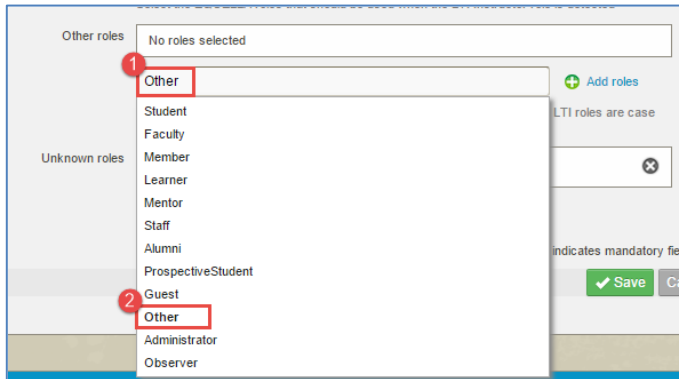 Other roles
No roles selected
1
Other
Add roles
Student
LTI roles are case
Faculty
Unknown roles
Member
Learner
Mentor
Staff
Alumni
indicates mandatory fie
ProspectiveStudent
Guest
Save
Ca
2
Other
Administrator
Observer